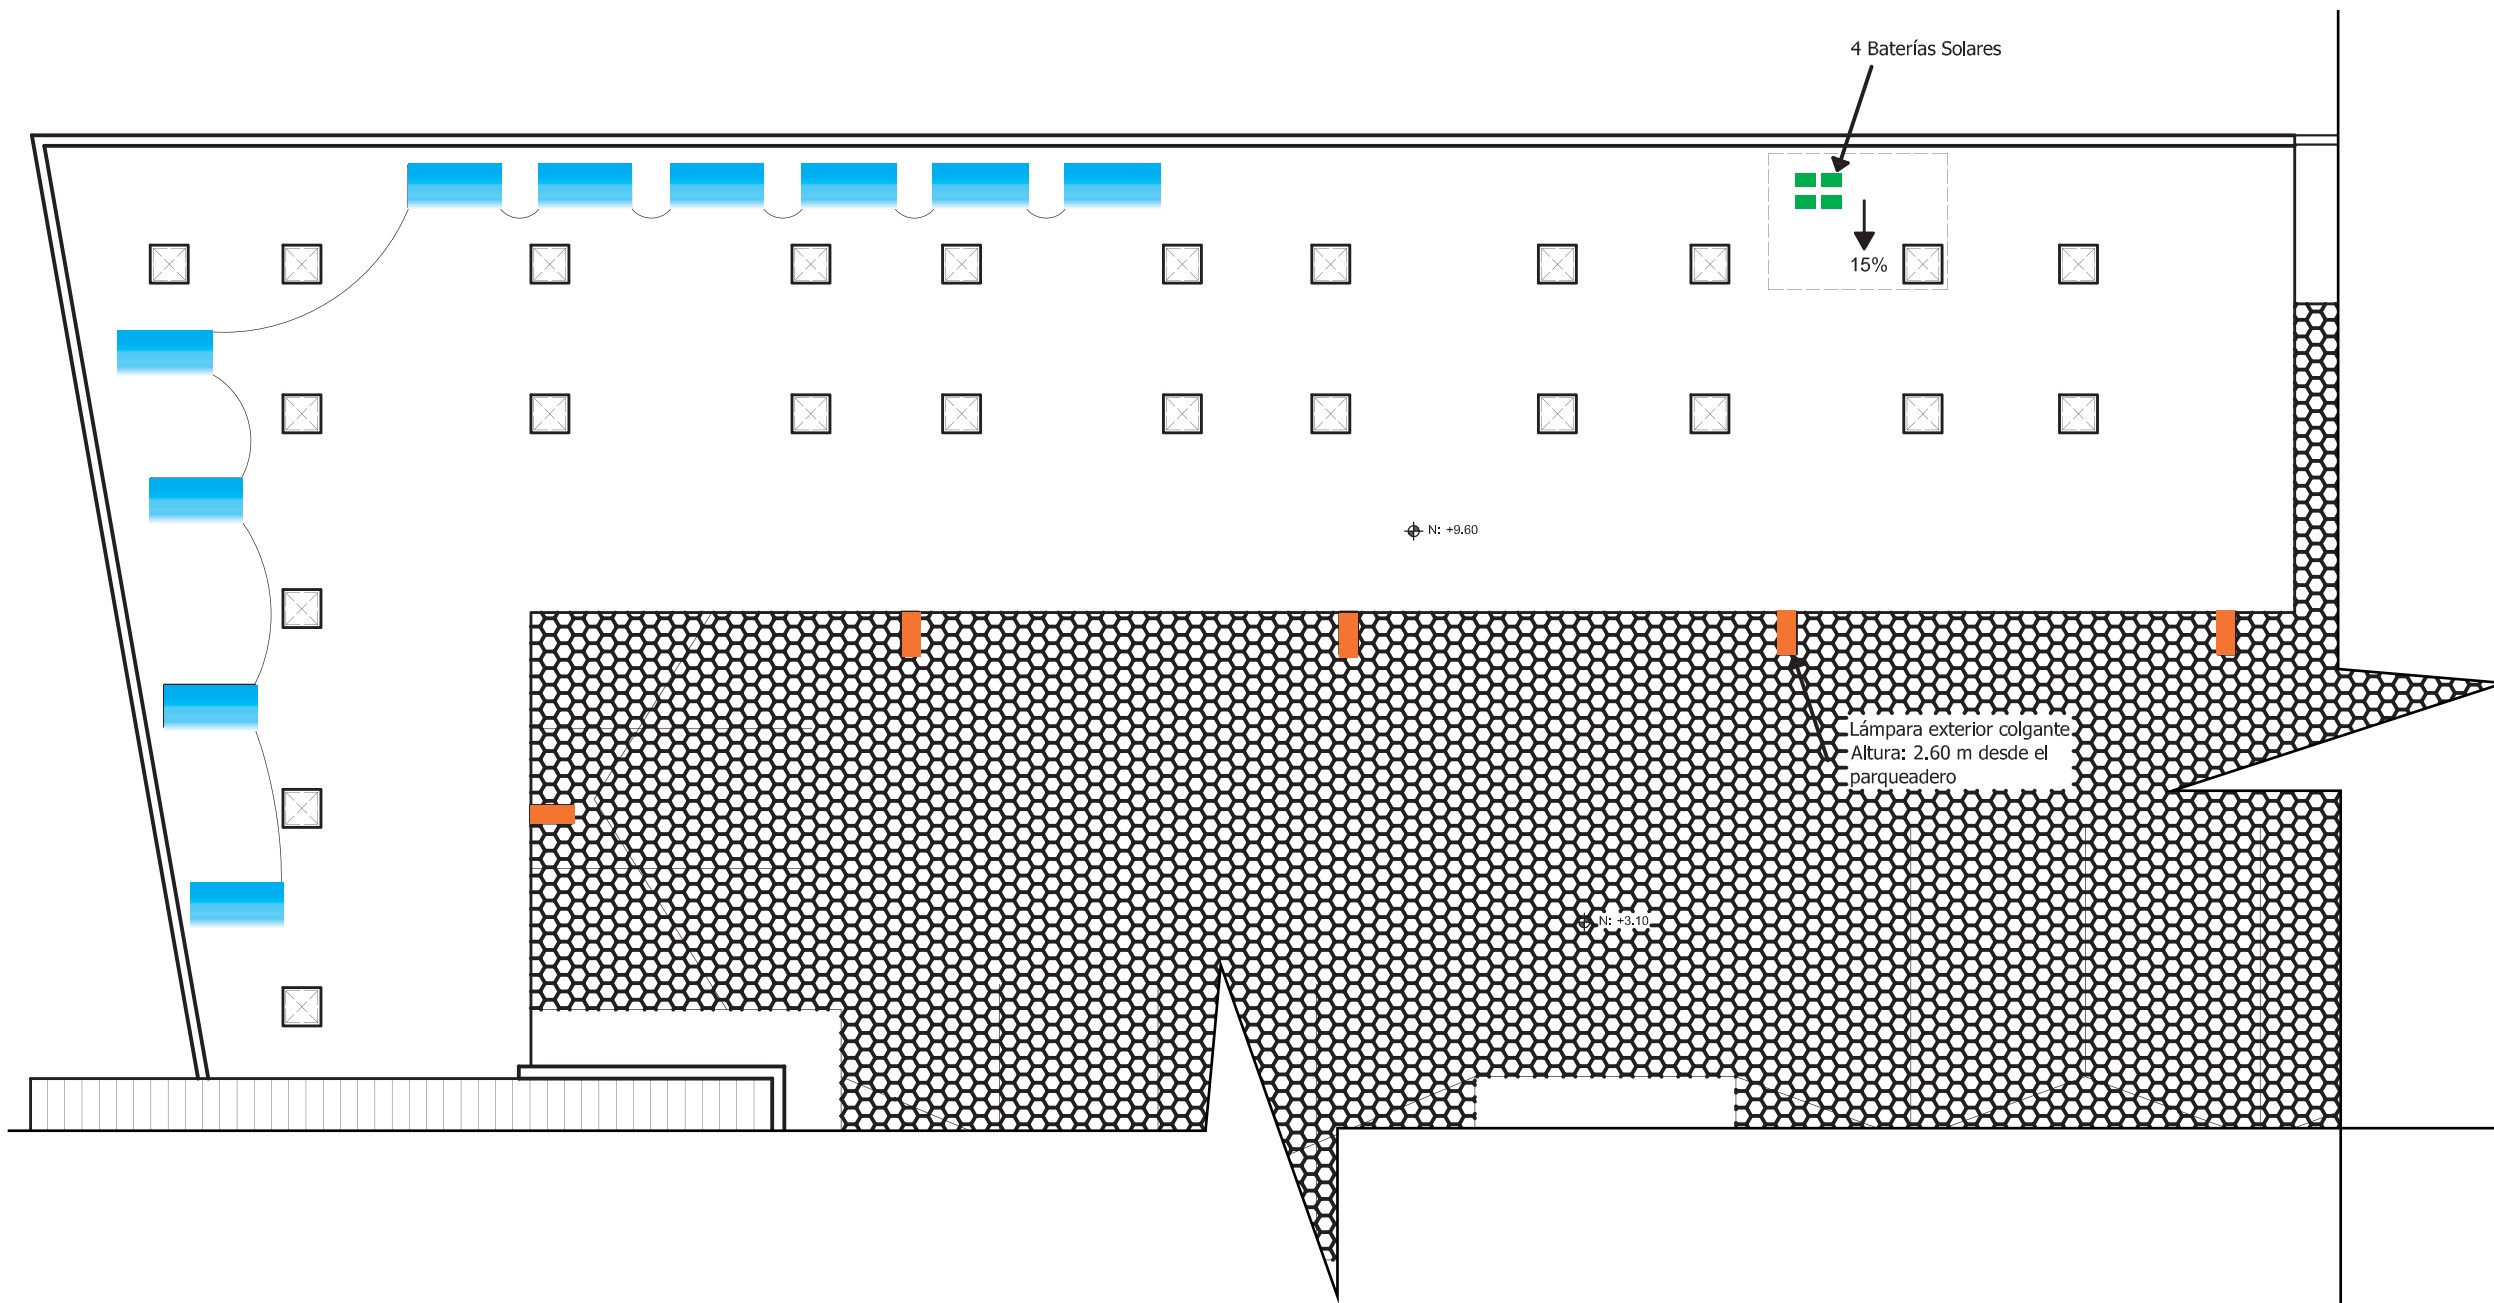 4 Baterías Solares
15%
N: +9.60
Lámpara exterior colgante
Altura: 2.60 m desde el
parqueadero
N: +3.10